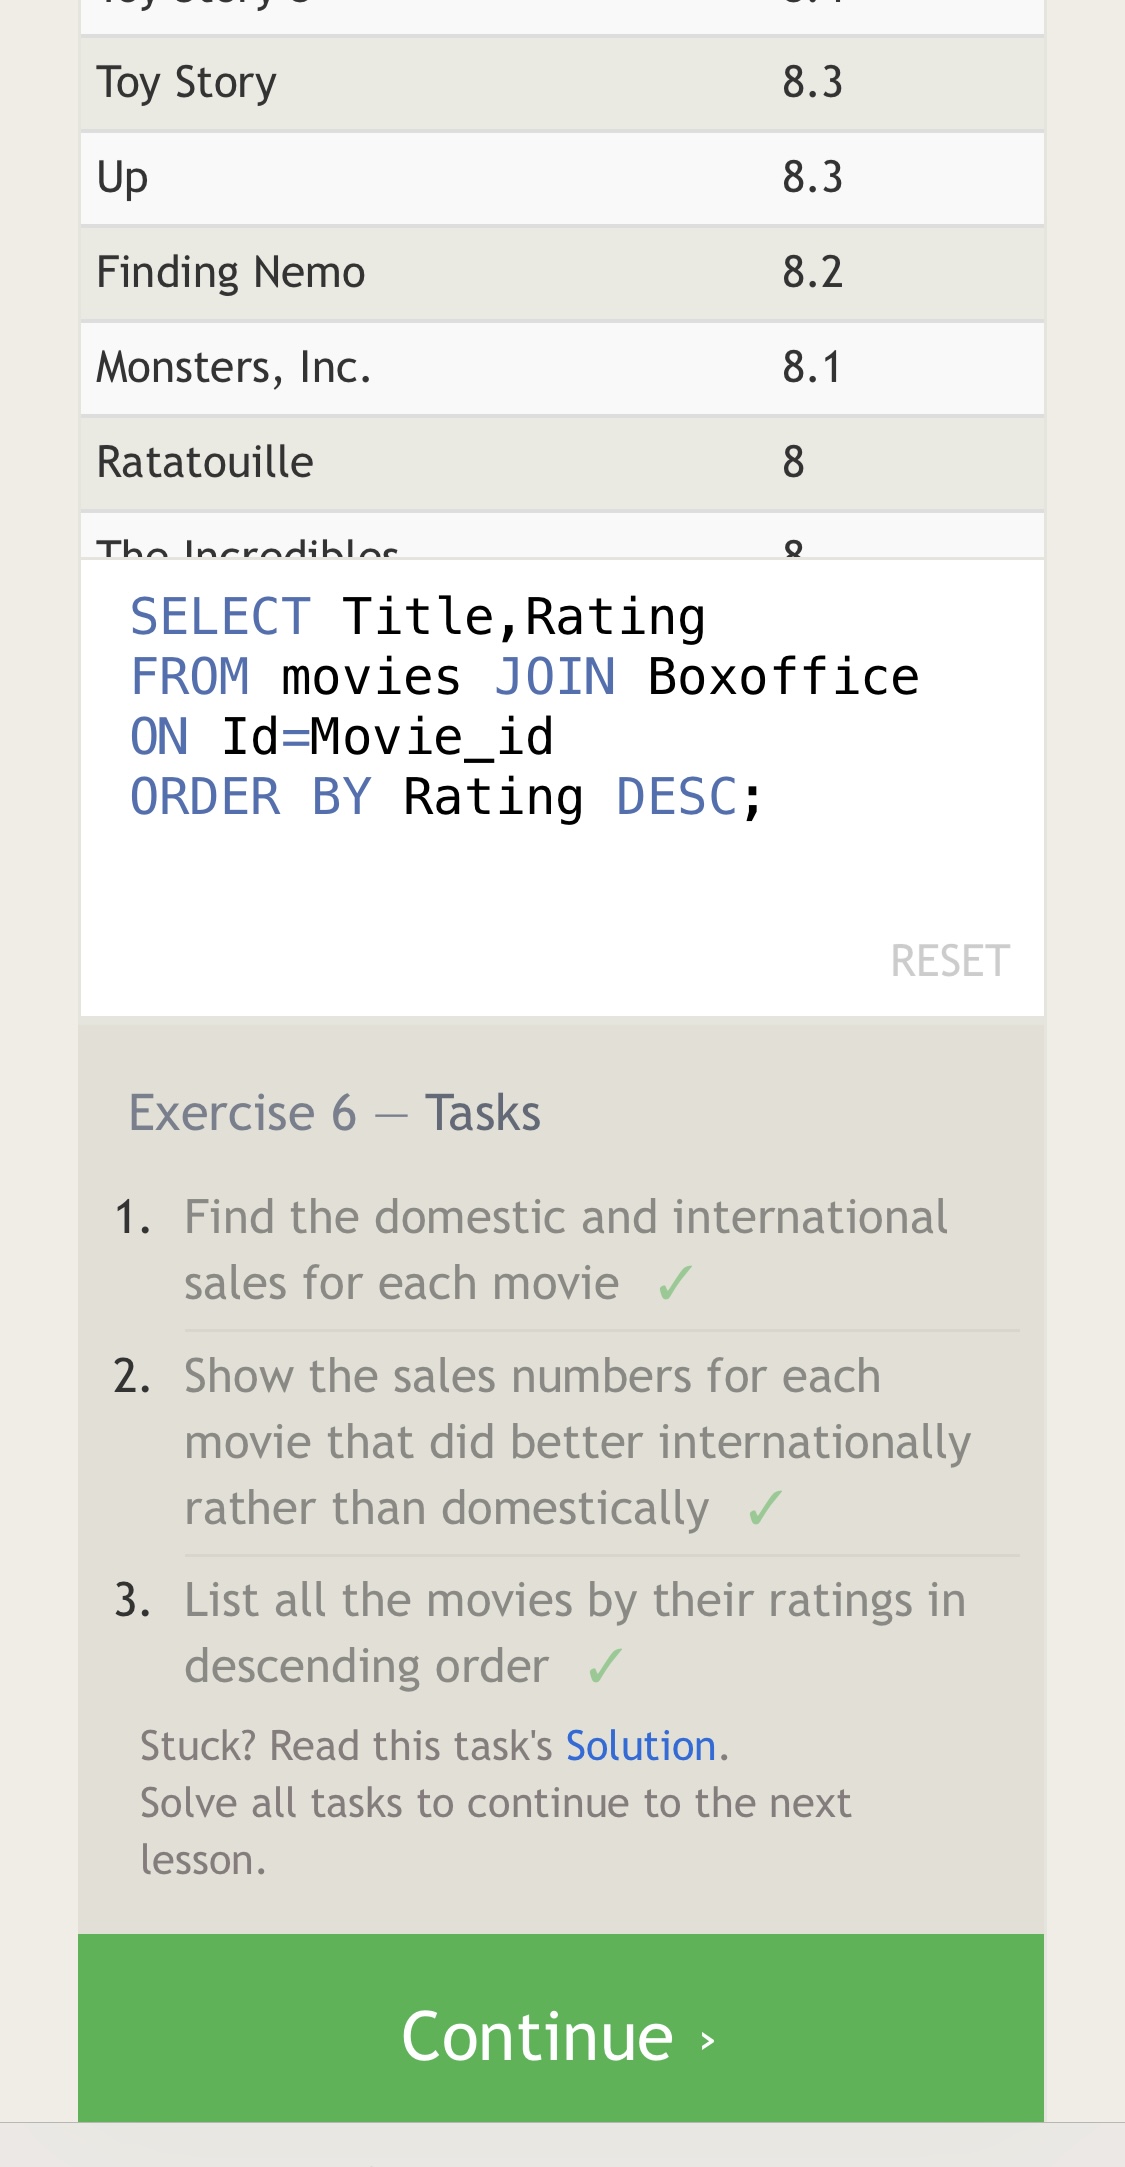 Toy Story 8.3
Up 8.3
Finding Nemo 8.2
Monsters, Inc. 8.1
Ratatouille 8
The Incredibles 8
SELECT Title,Rating
FROM movies JOIN Boxoffice
ON Id=Movie_id
ORDER BY Rating DESC;
RESET
Exercise 6 — Tasks
1. Find the domestic and international
sales for each movie ✓
2. Show the sales numbers for each
movie that did better internationally
rather than domestically ✓
3. List all the movies by their ratings in
descending order ✓
Stuck? Read this task's Solution.
Solve all tasks to continue to the next
lesson.
Continue ›